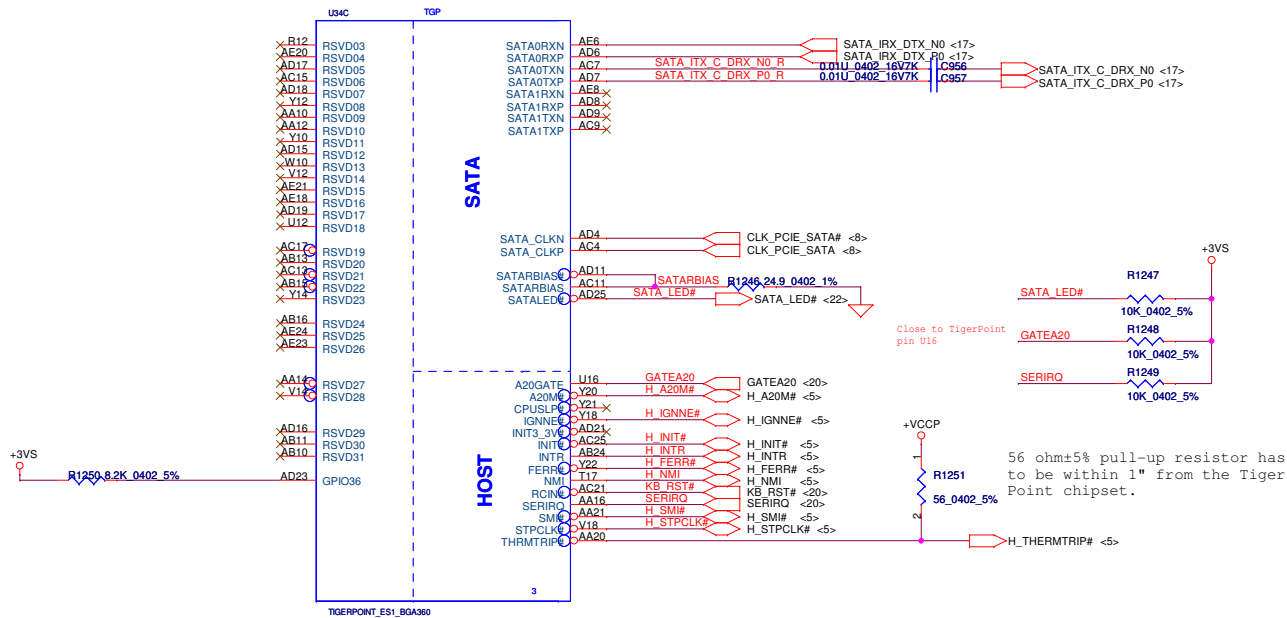 U34C TGP
R12 RSVD03
AE20 RSVD04
AD17 RSVD05
AC15 RSVD06
AD18 RSVD07
Y12 RSVD08
AA10 RSVD09
AA12 RSVD10
Y10 RSVD11
AD15 RSVD12
W10 RSVD13
V12 RSVD14
AE21 RSVD15
AE18 RSVD16
AD19 RSVD17
U12 RSVD18
AC17 RSVD19
AB13 RSVD20
AC13 RSVD21
AB15 RSVD22
Y14 RSVD23
AB16 RSVD24
AE24 RSVD25
AE23 RSVD26
AA14 RSVD27
V14 RSVD28
AD16 RSVD29
AB11 RSVD30
AB10 RSVD31
+3VS
R1250 8.2K_0402_5% AD23 GPIO36
SATA
SATA0RXN AE6 SATA_IRX_DTX_N0 <17>
SATA0RXP AD6 SATA_IRX_DTX_P0 <17>
SATA0TXN AC7 SATA_ITX_C_DRX_N0_R 0.01U_0402_16V7K C956 SATA_ITX_C_DRX_N0 <17>
SATA0TXP AD7 SATA_ITX_C_DRX_P0_R 0.01U_0402_16V7K C957 SATA_ITX_C_DRX_P0 <17>
SATA1RXN AE8
SATA1RXP AD8
SATA1TXN AD9
SATA1TXP AC9
SATA_CLKN AD4 CLK_PCIE_SATA# <8>
SATA_CLKP AC4 CLK_PCIE_SATA <8>
SATARBIAS# AD11
SATARBIAS AC11 SATARBIAS R1246 24.9_0402_1%
SATALED# AD25 SATA_LED# SATA_LED# <22>
HOST
A20GATE U16 GATEA20 GATEA20 <20>
A20M# Y20 H_A20M# H_A20M# <5>
CPUSLP# Y21
IGNNE# Y18 H_IGNNE# H_IGNNE# <5>
INIT3_3V# AD21
INIT# AC25 H_INIT# H_INIT# <5>
INTR AB24 H_INTR H_INTR <5>
FERR# Y22 H_FERR# H_FERR# <5>
NMI T17 H_NMI H_NMI <5>
RCIN# AC21 KB_RST# KB_RST# <20>
SERIRQ AA16 SERIRQ SERIRQ <20>
SMI# AA21 H_SMI# H_SMI# <5>
STPCLK# V18 H_STPCLK# H_STPCLK# <5>
THRMTRIP# AA20 H_THERMTRIP# <5>
3
TIGERPOINT_ES1_BGA360
+3VS
SATA_LED# R1247 10K_0402_5%
Close to TigerPoint
pin U16
GATEA20 R1248 10K_0402_5%
SERIRQ R1249 10K_0402_5%
+VCCP
1
R1251
56_0402_5%
2
56 ohm±5% pull-up resistor has
to be within 1" from the Tiger
Point chipset.